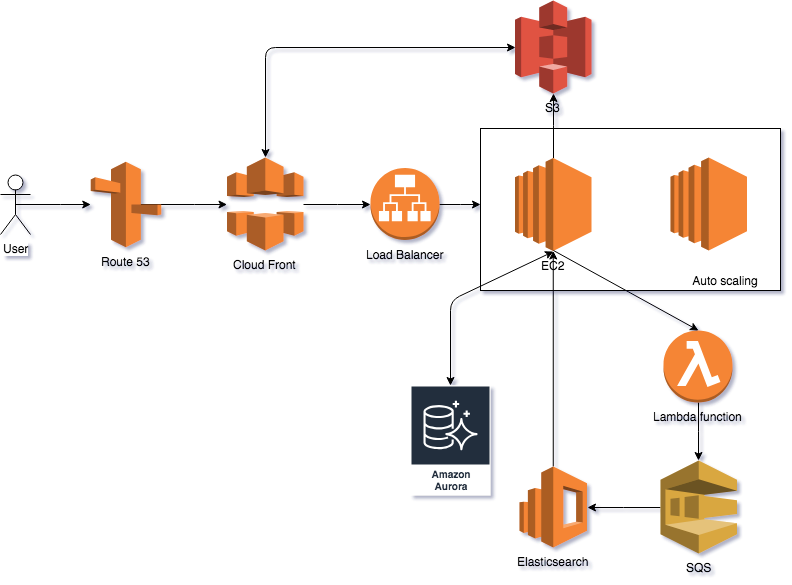 S3
User
Route 53
Cloud Front
Load Balancer
EC2
Auto scaling
Lambda function
Amazon
Aurora
Elasticsearch
SQS